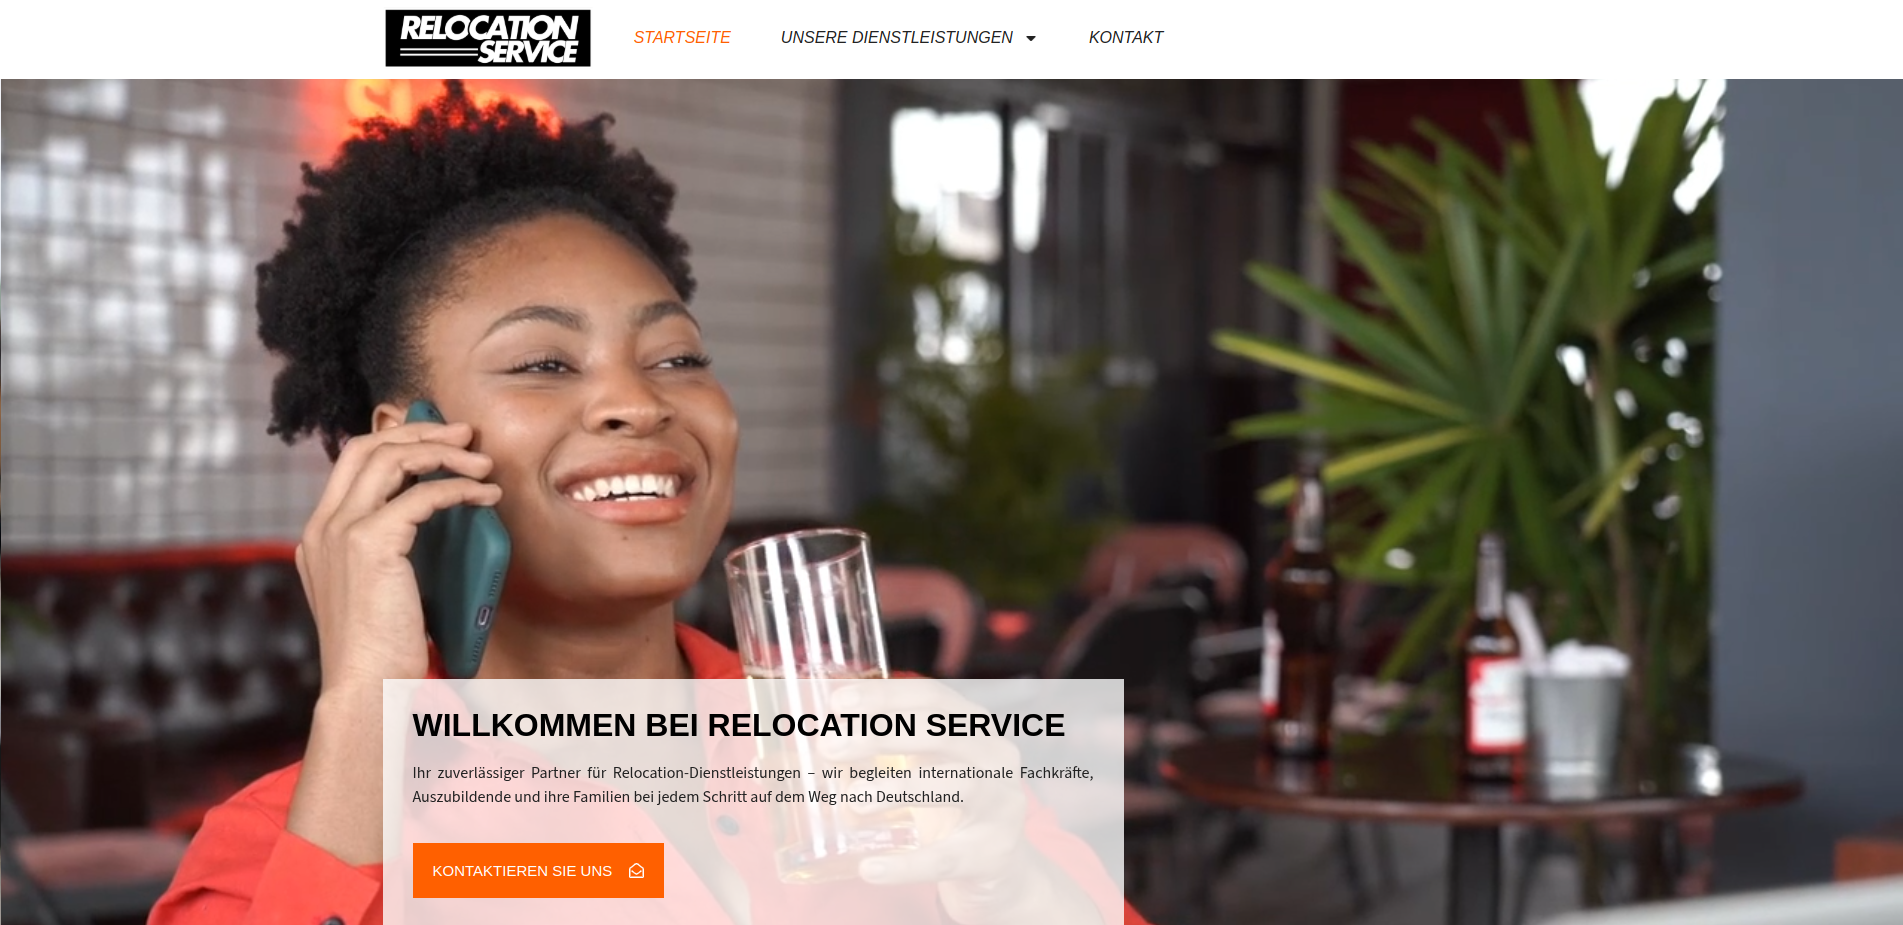 RELOCATION
SERVICE
STARTSEITE
UNSERE DIENSTLEISTUNGEN
KONTAKT
WILLKOMMEN BEI RELOCATION SERVICE
Ihr zuverlässiger Partner für Relocation-Dienstleistungen – wir begleiten internationale Fachkräfte,
Auszubildende und ihre Familien bei jedem Schritt auf dem Weg nach Deutschland.
KONTAKTIEREN SIE UNS